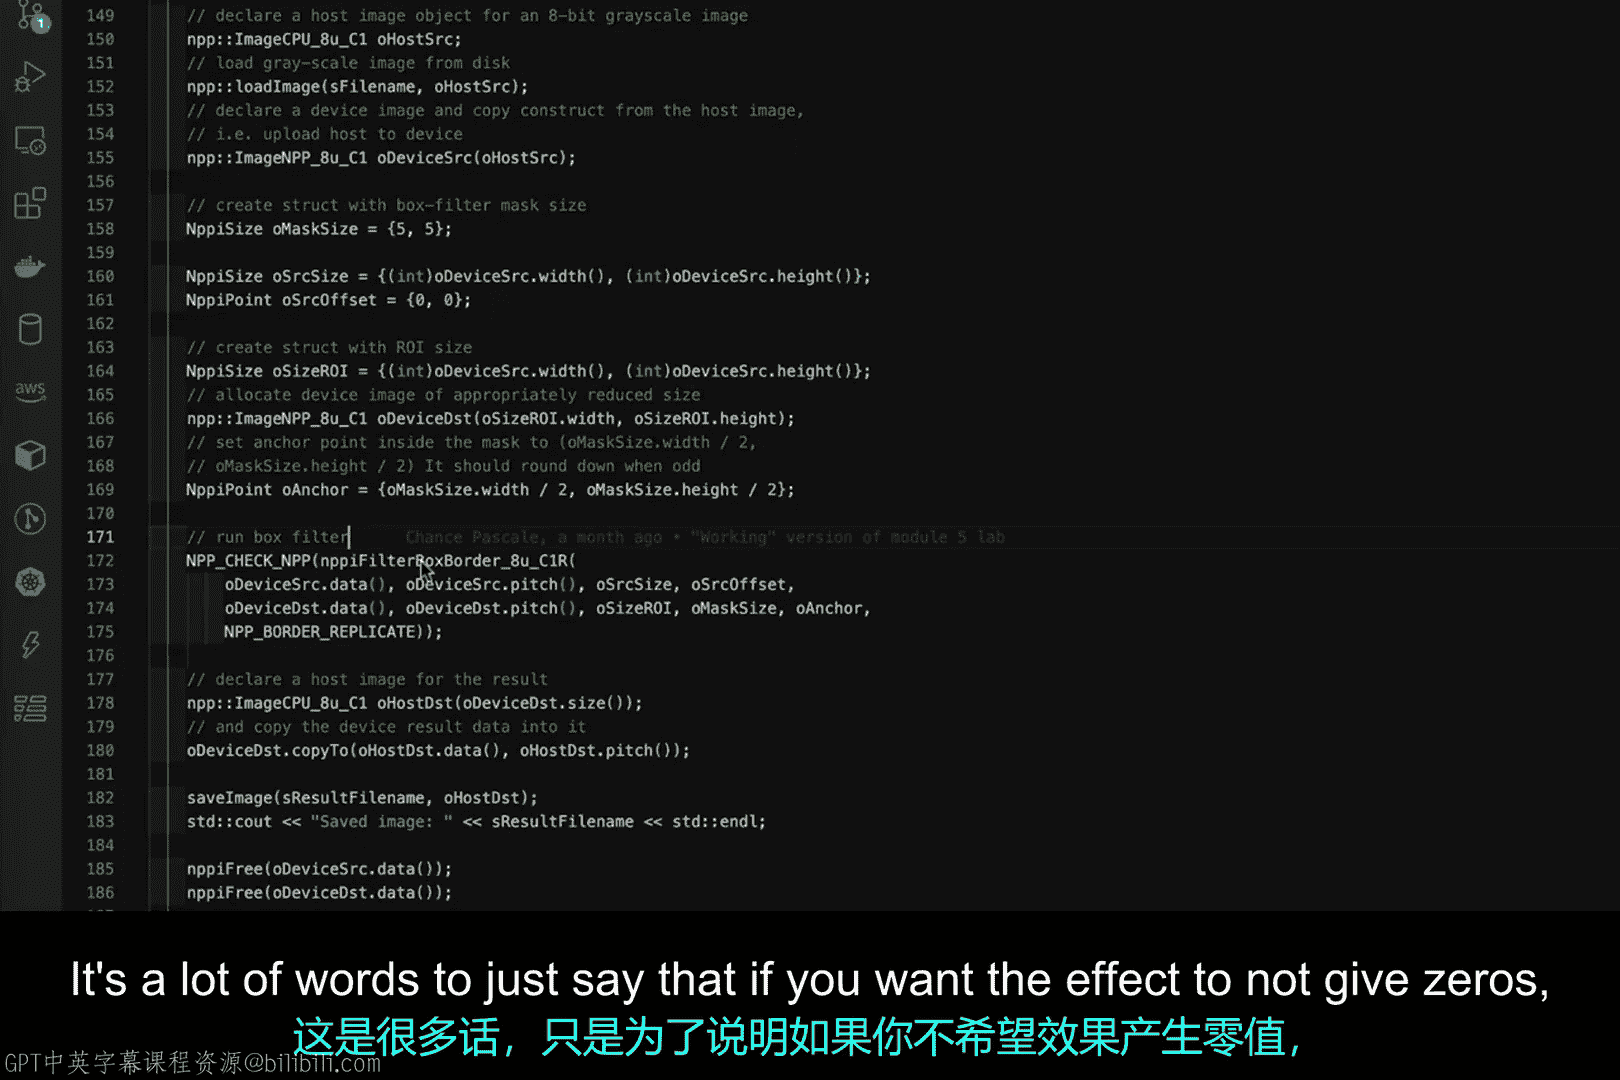 149 // declare a host image object for an 8-bit grayscale image
1
150 npp::ImageCPU_8u_C1 oHostSrc;
151 // load gray-scale image from disk
152 npp::loadImage(sFilename, oHostSrc);
153 // declare a device image and copy construct from the host image,
154 // i.e. upload host to device
155 npp::ImageNPP_8u_C1 oDeviceSrc(oHostSrc);
156
157 // create struct with box-filter mask size
158 NppiSize oMaskSize = {5, 5};
159
160 NppiSize oSrcSize = {(int)oDeviceSrc.width(), (int)oDeviceSrc.height()};
161 NppiPoint oSrcOffset = {0, 0};
162
163 // create struct with ROI size
164 NppiSize oSizeROI = {(int)oDeviceSrc.width(), (int)oDeviceSrc.height()};
aws
165 // allocate device image of appropriately reduced size
166 npp::ImageNPP_8u_C1 oDeviceDst(oSizeROI.width, oSizeROI.height);
167 // set anchor point inside the mask to (oMaskSize.width / 2,
168 // oMaskSize.height / 2) It should round down when odd
169 NppiPoint oAnchor = {oMaskSize.width / 2, oMaskSize.height / 2};
170
171 // run box filter Chance Pascale, a month ago • "Working" version of module 5 lab
172 NPP_CHECK_NPP(nppiFilterBoxBorder_8u_C1R(
173 oDeviceSrc.data(), oDeviceSrc.pitch(), oSrcSize, oSrcOffset,
174 oDeviceDst.data(), oDeviceDst.pitch(), oSizeROI, oMaskSize, oAnchor,
175 NPP_BORDER_REPLICATE));
176
177 // declare a host image for the result
178 npp::ImageCPU_8u_C1 oHostDst(oDeviceDst.size());
179 // and copy the device result data into it
180 oDeviceDst.copyTo(oHostDst.data(), oHostDst.pitch());
181
182 saveImage(sResultFilename, oHostDst);
183 std::cout << "Saved image: " << sResultFilename << std::endl;
184
185 nppiFree(oDeviceSrc.data());
186 nppiFree(oDeviceDst.data());
It's a lot of words to just say that if you want the effect to not give zeros,
这是很多话，只是为了说明如果你不希望效果产生零值，
GPT中英字幕课程资源@bilibili.com